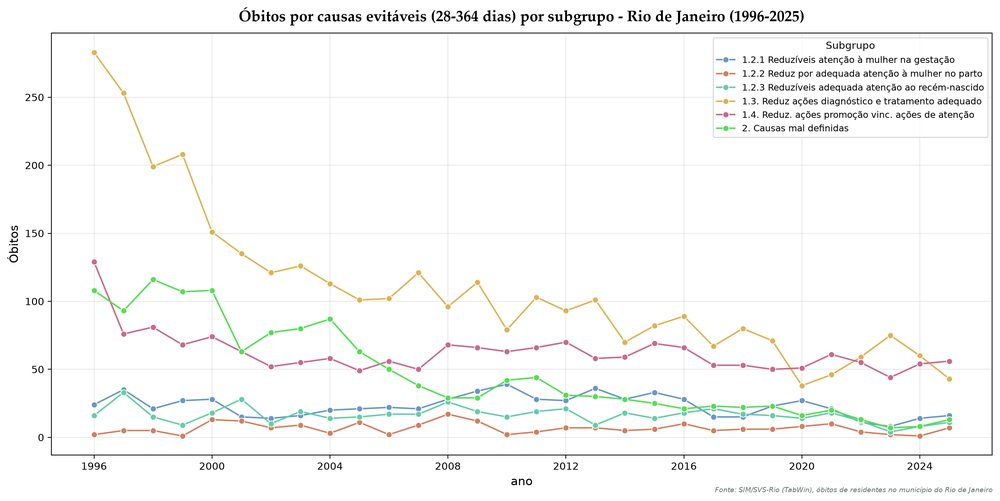 Óbitos por causas evitáveis (28-364 dias) por subgrupo - Rio de Janeiro (1996-2025)
Subgrupo
1.2.1 Reduzíveis atenção à mulher na gestação
1.2.2 Reduz por adequada atenção à mulher no parto
1.2.3 Reduzíveis adequada atenção ao recém-nascido
1.3. Reduz ações diagnóstico e tratamento adequado
1.4. Reduz. ações promoção vinc. ações de atenção
2. Causas mal definidas
Óbitos
250
200
150
100
50
0
1996 2000 2004 2008 2012 2016 2020 2024
ano
Fonte: SIM/SVS-Rio (TabWin), óbitos de residentes no município do Rio de Janeiro